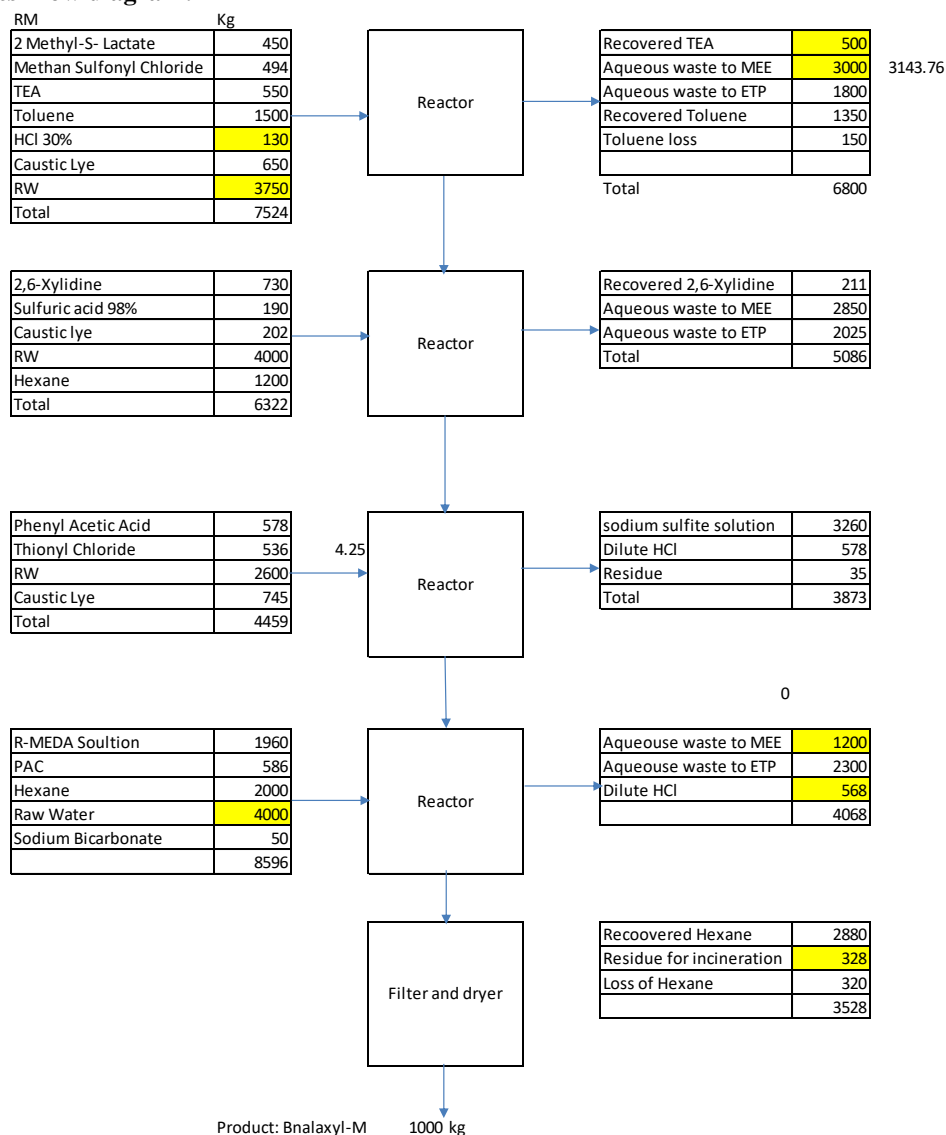 RM Kg
2 Methyl-S- Lactate 450
Methan Sulfonyl Chloride 494
TEA 550
Toluene 1500
HCl 30% 130
Caustic Lye 650
RW 3750
Total 7524
Reactor
Recovered TEA 500
Aqueous waste to MEE 3000 3143.76
Aqueous waste to ETP 1800
Recovered Toluene 1350
Toluene loss 150
Total 6800
2,6-Xylidine 730
Sulfuric acid 98% 190
Caustic lye 202
RW 4000
Hexane 1200
Total 6322
Reactor
Recovered 2,6-Xylidine 211
Aqueous waste to MEE 2850
Aqueous waste to ETP 2025
Total 5086
Phenyl Acetic Acid 578
Thionyl Chloride 536 4.25
RW 2600
Caustic Lye 745
Total 4459
Reactor
sodium sulfite solution 3260
Dilute HCl 578
Residue 35
Total 3873
0
R-MEDA Soultion 1960
PAC 586
Hexane 2000
Raw Water 4000
Sodium Bicarbonate 50
8596
Reactor
Aqueouse waste to MEE 1200
Aqueouse waste to ETP 2300
Dilute HCl 568
4068
Filter and dryer
Recoovered Hexane 2880
Residue for incineration 328
Loss of Hexane 320
3528
Product: Bnalaxyl-M 1000 kg